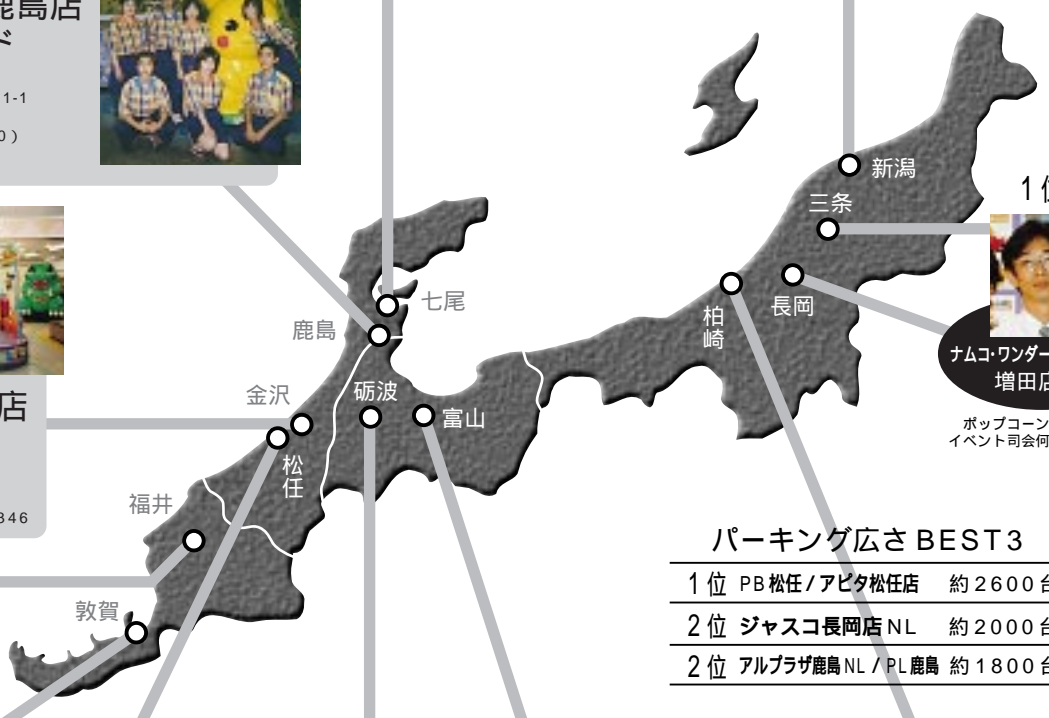 鹿島店
ド
1-1
0）
店
346
新潟
三条
長岡
柏崎
七尾
鹿島
金沢
砺波
富山
松任
福井
敦賀
1位
ナムコ・ワンダー
増田店
ポップコーン
イベント司会何
パーキング広さ BEST3
1位 PB松任/アピタ松任店 約2600台
2位 ジャスコ長岡店NL 約2000台
2位 アルプラザ鹿島NL/PL鹿島 約1800台